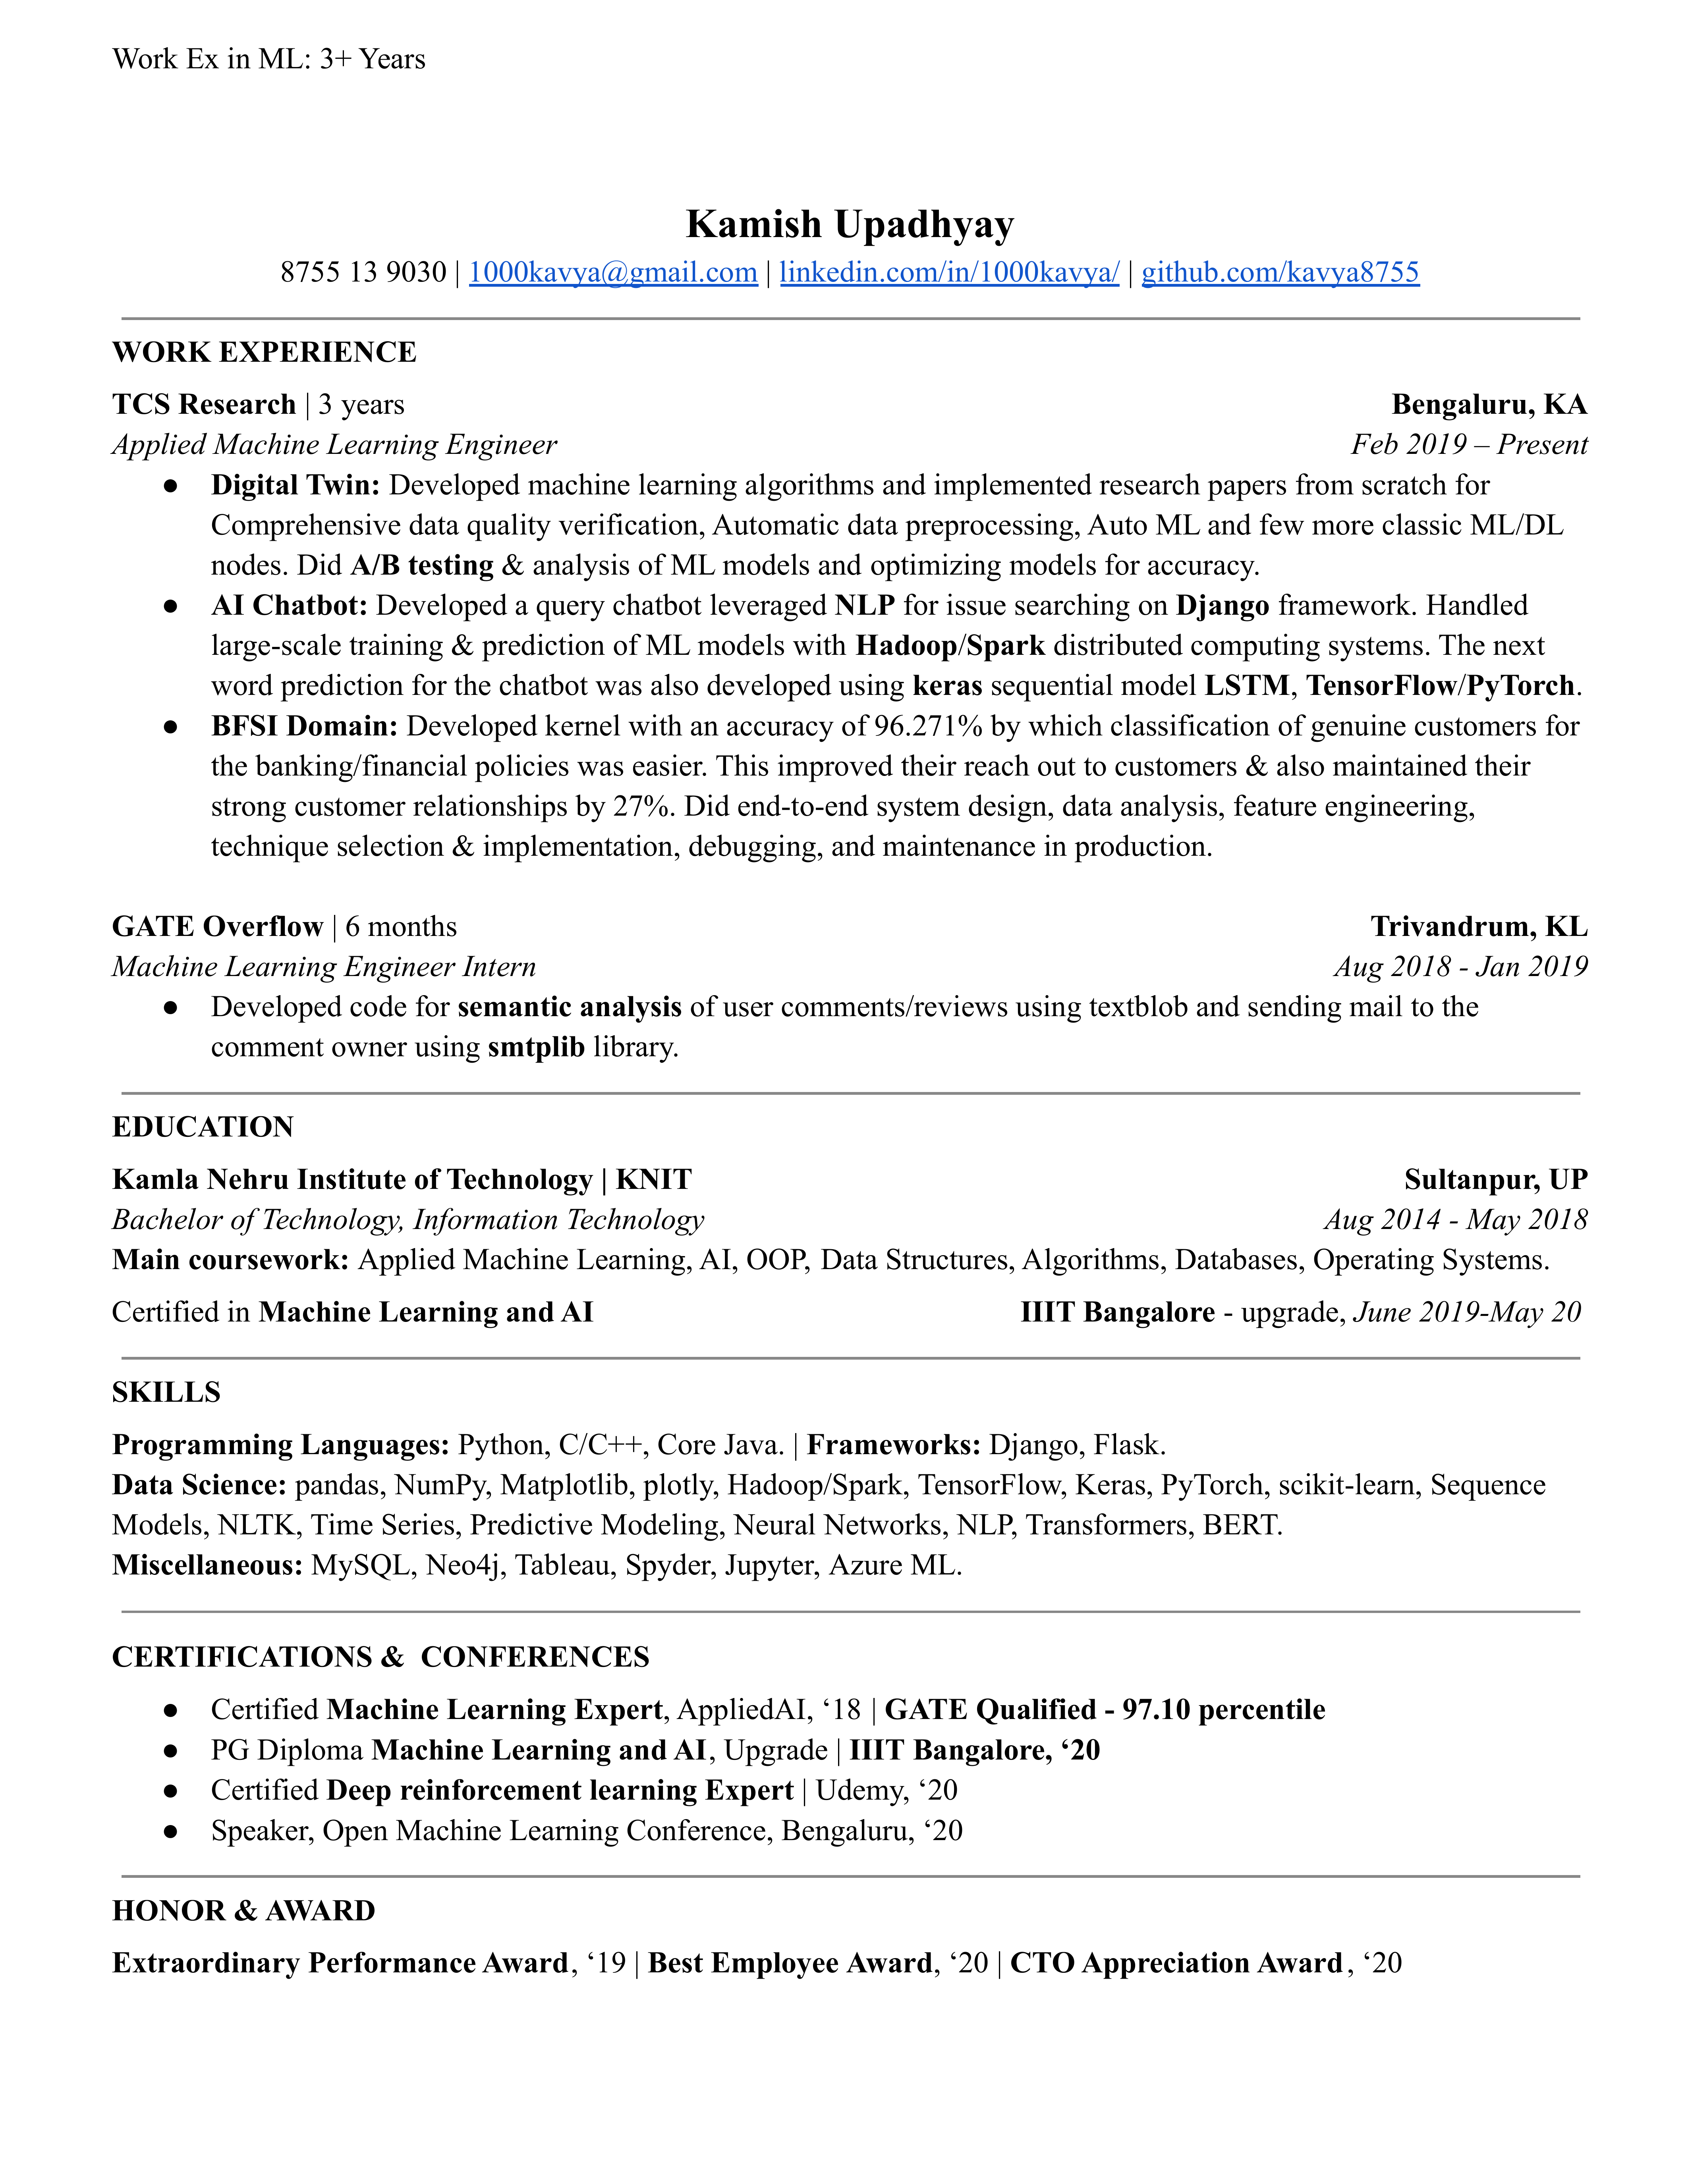 Work Ex in ML: 3+ Years
Kamish Upadhyay
8755 13 9030 | 1000kavya@gmail.com | linkedin.com/in/1000kavya/ | github.com/kavya8755
WORK EXPERIENCE
TCS Research | 3 years Bengaluru, KA
Applied Machine Learning Engineer Feb 2019 – Present
● Digital Twin: Developed machine learning algorithms and implemented research papers from scratch for
Comprehensive data quality verification, Automatic data preprocessing, Auto ML and few more classic ML/DL
nodes. Did A/B testing & analysis of ML models and optimizing models for accuracy.
● AI Chatbot: Developed a query chatbot leveraged NLP for issue searching on Django framework. Handled
large-scale training & prediction of ML models with Hadoop/Spark distributed computing systems. The next
word prediction for the chatbot was also developed using keras sequential model LSTM, TensorFlow/PyTorch.
● BFSI Domain: Developed kernel with an accuracy of 96.271% by which classification of genuine customers for
the banking/financial policies was easier. This improved their reach out to customers & also maintained their
strong customer relationships by 27%. Did end-to-end system design, data analysis, feature engineering,
technique selection & implementation, debugging, and maintenance in production.
GATE Overflow | 6 months Trivandrum, KL
Machine Learning Engineer Intern Aug 2018 - Jan 2019
● Developed code for semantic analysis of user comments/reviews using textblob and sending mail to the
comment owner using smtplib library.
EDUCATION
Kamla Nehru Institute of Technology | KNIT Sultanpur, UP
Bachelor of Technology, Information Technology Aug 2014 - May 2018
Main coursework: Applied Machine Learning, AI, OOP, Data Structures, Algorithms, Databases, Operating Systems.
Certified in Machine Learning and AI IIIT Bangalore - upgrade, June 2019-May 20
SKILLS
Programming Languages: Python, C/C++, Core Java. | Frameworks: Django, Flask.
Data Science: pandas, NumPy, Matplotlib, plotly, Hadoop/Spark, TensorFlow, Keras, PyTorch, scikit-learn, Sequence
Models, NLTK, Time Series, Predictive Modeling, Neural Networks, NLP, Transformers, BERT.
Miscellaneous: MySQL, Neo4j, Tableau, Spyder, Jupyter, Azure ML.
CERTIFICATIONS & CONFERENCES
● Certified Machine Learning Expert, AppliedAI, ‘18 | GATE Qualified - 97.10 percentile
● PG Diploma Machine Learning and AI, Upgrade | IIIT Bangalore, ‘20
● Certified Deep reinforcement learning Expert | Udemy, ‘20
● Speaker, Open Machine Learning Conference, Bengaluru, ‘20
HONOR & AWARD
Extraordinary Performance Award, ‘19 | Best Employee Award, ‘20 | CTO Appreciation Award, ‘20